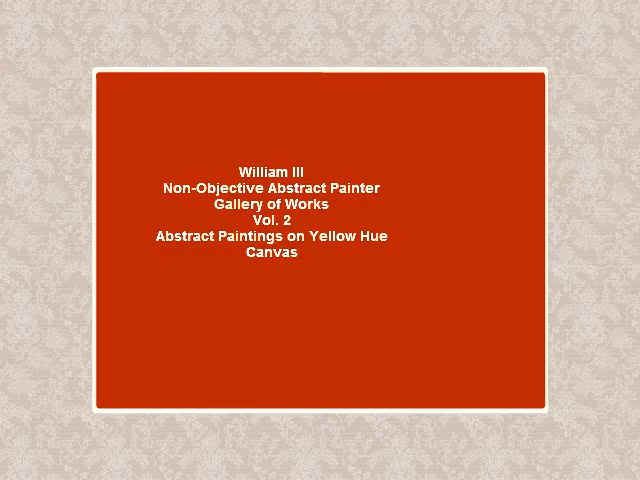 William III
Non-Objective Abstract Painter
Gallery of Works
Vol. 2
Abstract Paintings on Yellow Hue
Canvas